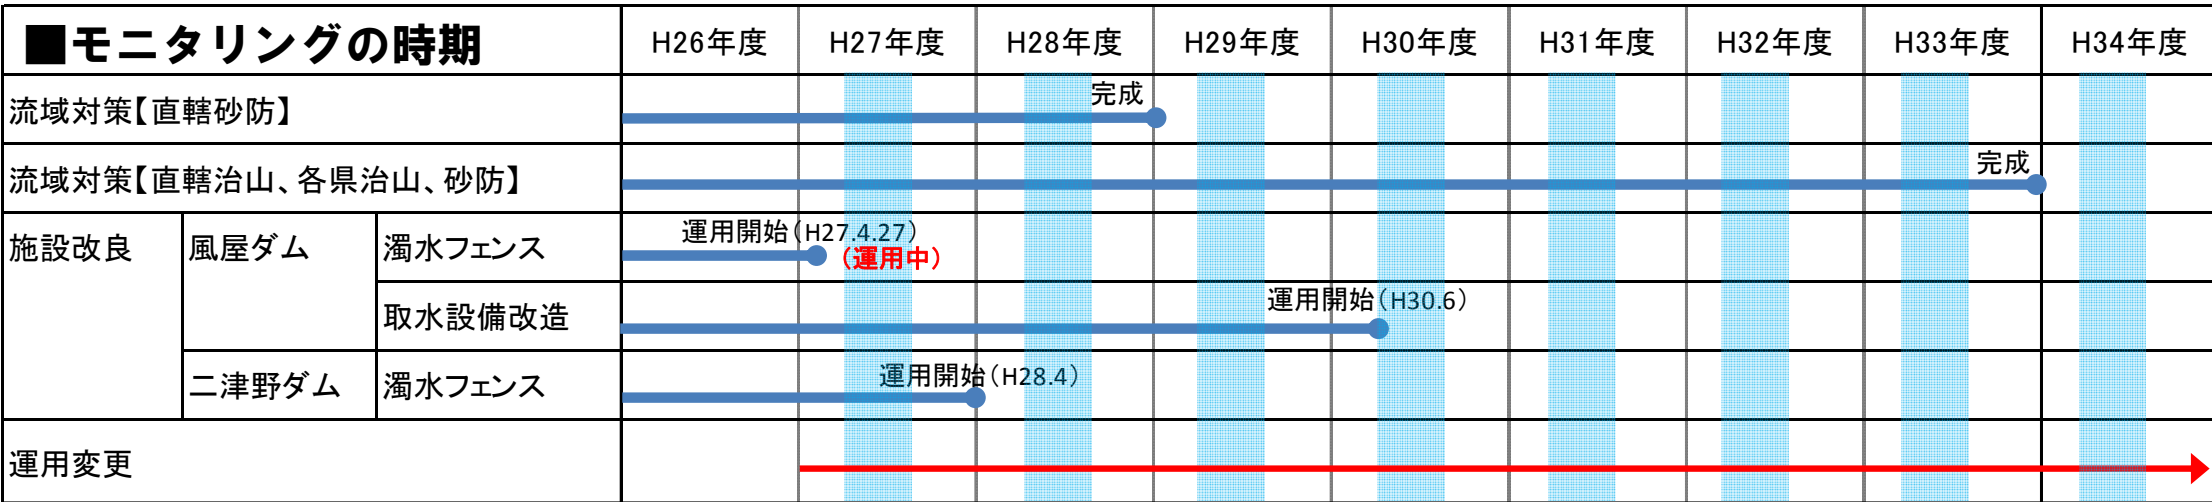 ■モニタリングの時期
H26年度 H27年度 H28年度 H29年度 H30年度 H31年度 H32年度 H33年度 H34年度
流域対策【直轄砂防】
完成
流域対策【直轄治山、各県治山、砂防】
完成
施設改良 風屋ダム 濁水フェンス
運用開始(H27.4.27)
(運用中)
取水設備改造
運用開始(H30.6)
二津野ダム 濁水フェンス
運用開始(H28.4)
運用変更